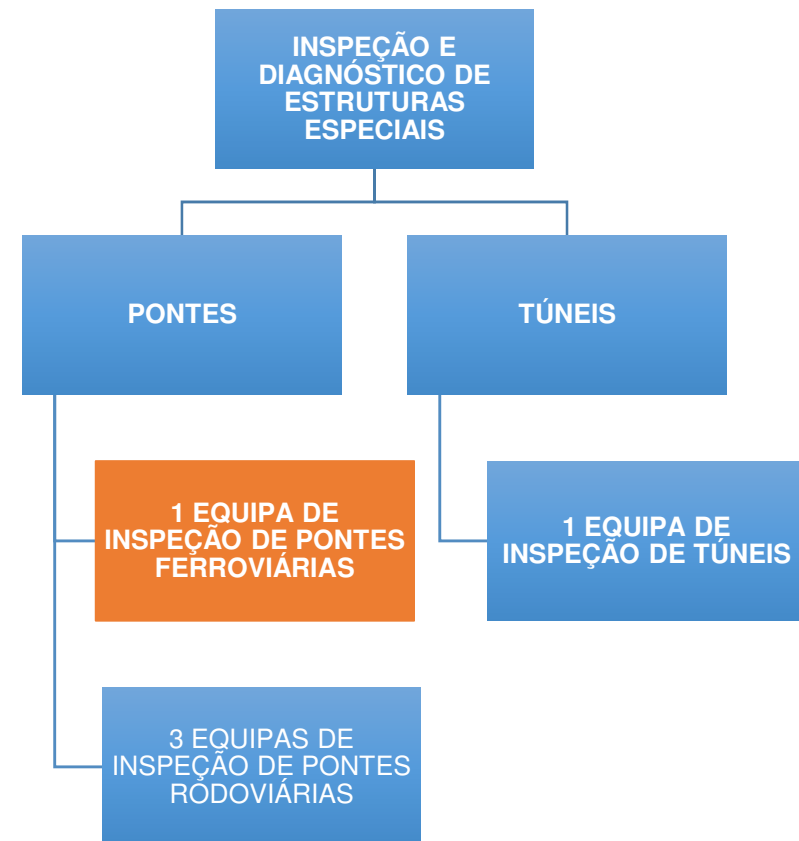 INSPEÇÃO E
DIAGNÓSTICO DE
ESTRUTURAS
ESPECIAIS
PONTES
TÚNEIS
1 EQUIPA DE
INSPEÇÃO DE PONTES
FERROVIÁRIAS
1 EQUIPA DE
INSPEÇÃO DE TÚNEIS
3 EQUIPAS DE
INSPEÇÃO DE PONTES
RODOVIÁRIAS